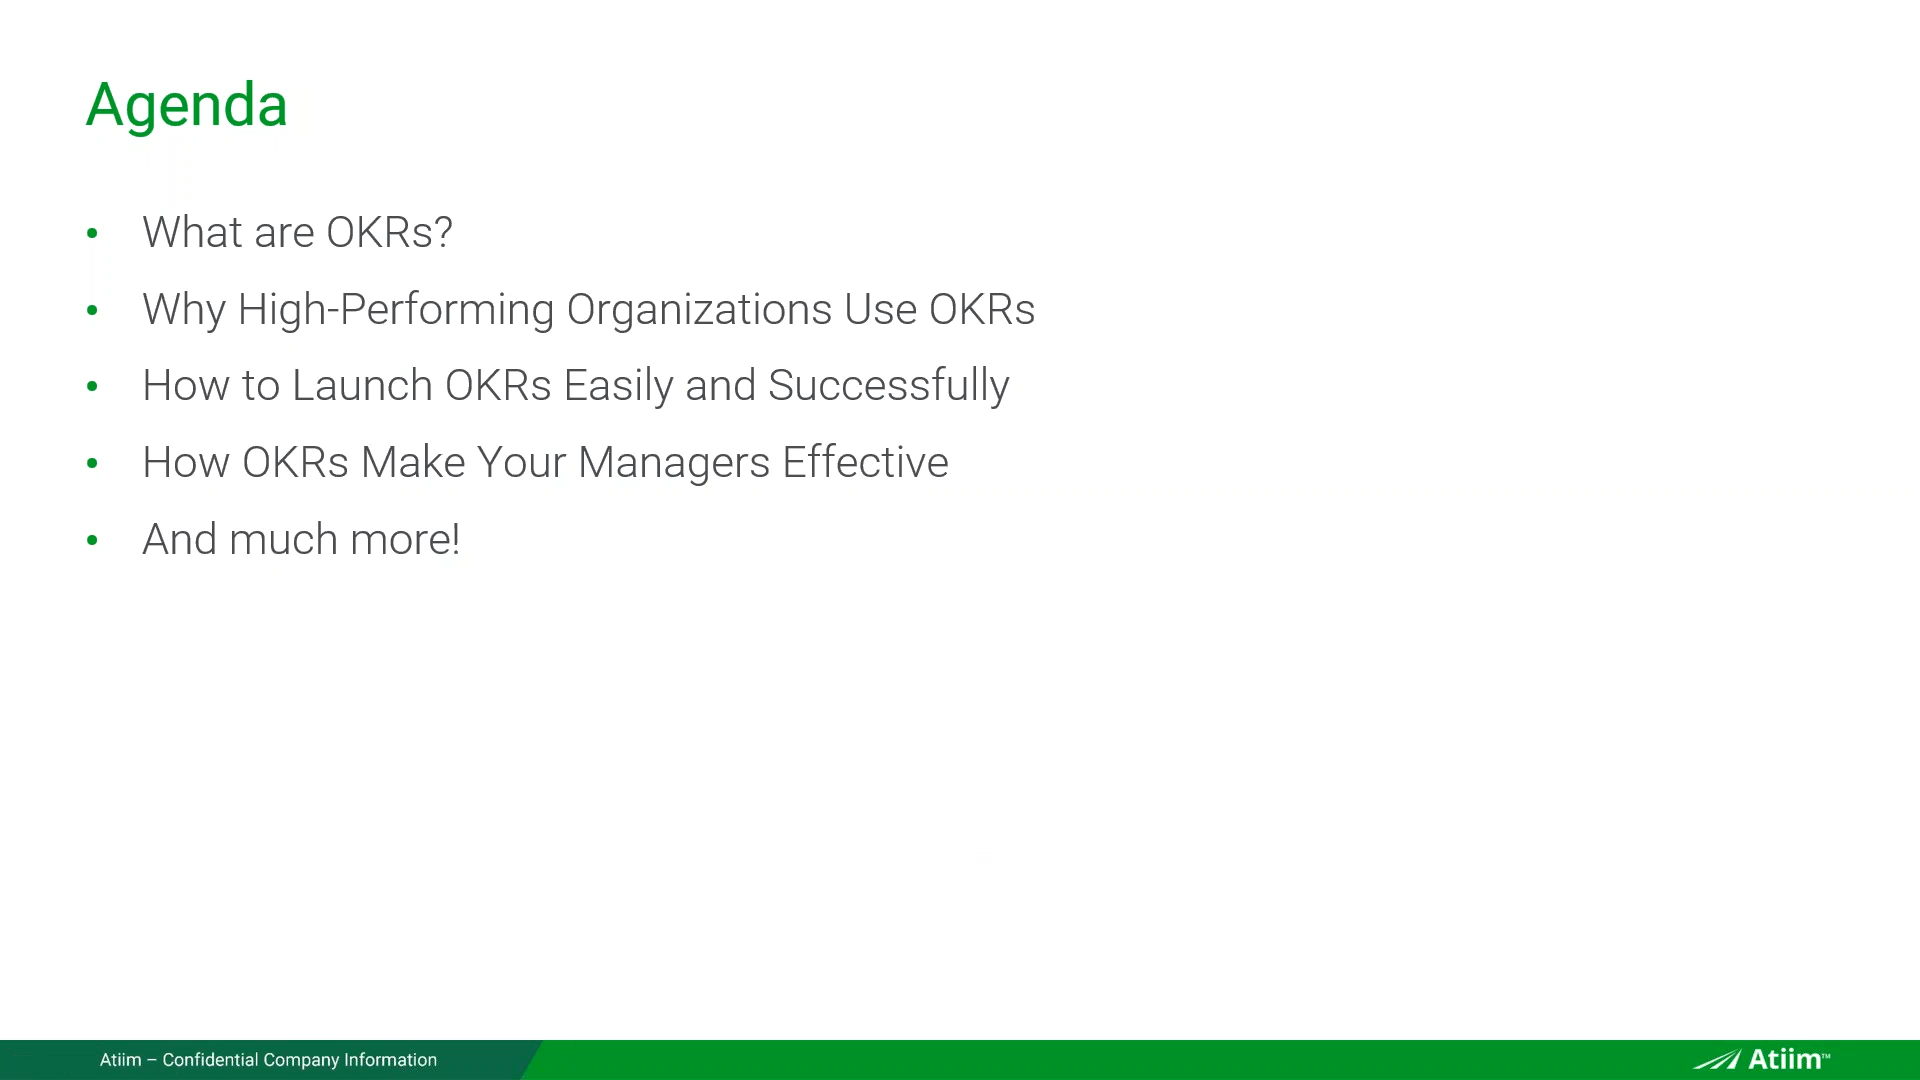 Agenda
• What are OKRs?
• Why High-Performing Organizations Use OKRs
• How to Launch OKRs Easily and Successfully
• How OKRs Make Your Managers Effective
• And much more!
Atiim – Confidential Company Information
Atiim™